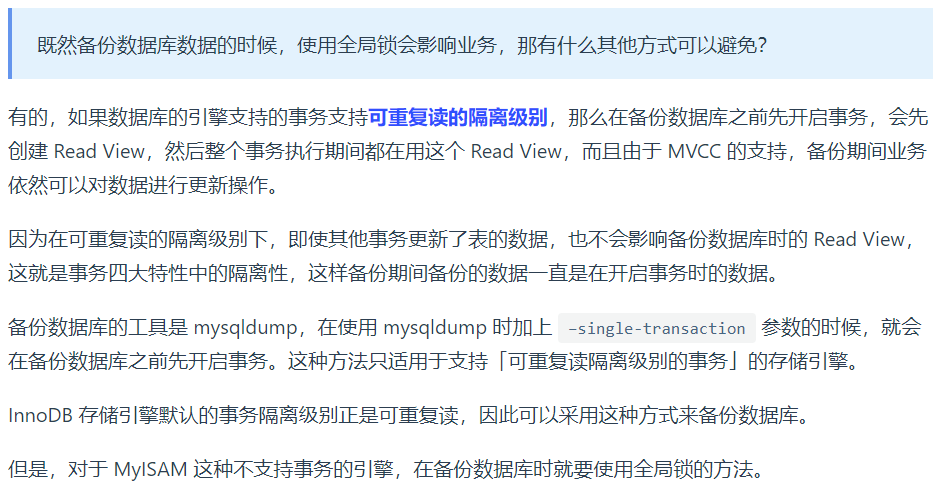 既然备份数据库数据的时候，使用全局锁会影响业务，那有什么其他方式可以避免？
有的，如果数据库的引擎支持的事务支持可重复读的隔离级别，那么在备份数据库之前先开启事务，会先
创建 Read View，然后整个事务执行期间都在用这个 Read View，而且由于 MVCC 的支持，备份期间业务
依然可以对数据进行更新操作。
因为在可重复读的隔离级别下，即使其他事务更新了表的数据，也不会影响备份数据库时的 Read View，
这就是事务四大特性中的隔离性，这样备份期间备份的数据一直是在开启事务时的数据。
备份数据库的工具是 mysqldump，在使用 mysqldump 时加上 –single-transaction 参数的时候，就会
在备份数据库之前先开启事务。这种方法只适用于支持「可重复读隔离级别的事务」的存储引擎。
InnoDB 存储引擎默认的事务隔离级别正是可重复读，因此可以采用这种方式来备份数据库。
但是，对于 MyISAM 这种不支持事务的引擎，在备份数据库时就要使用全局锁的方法。